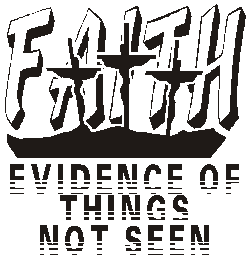 FAITH
EVIDENCE OF
THINGS
NOT SEEN